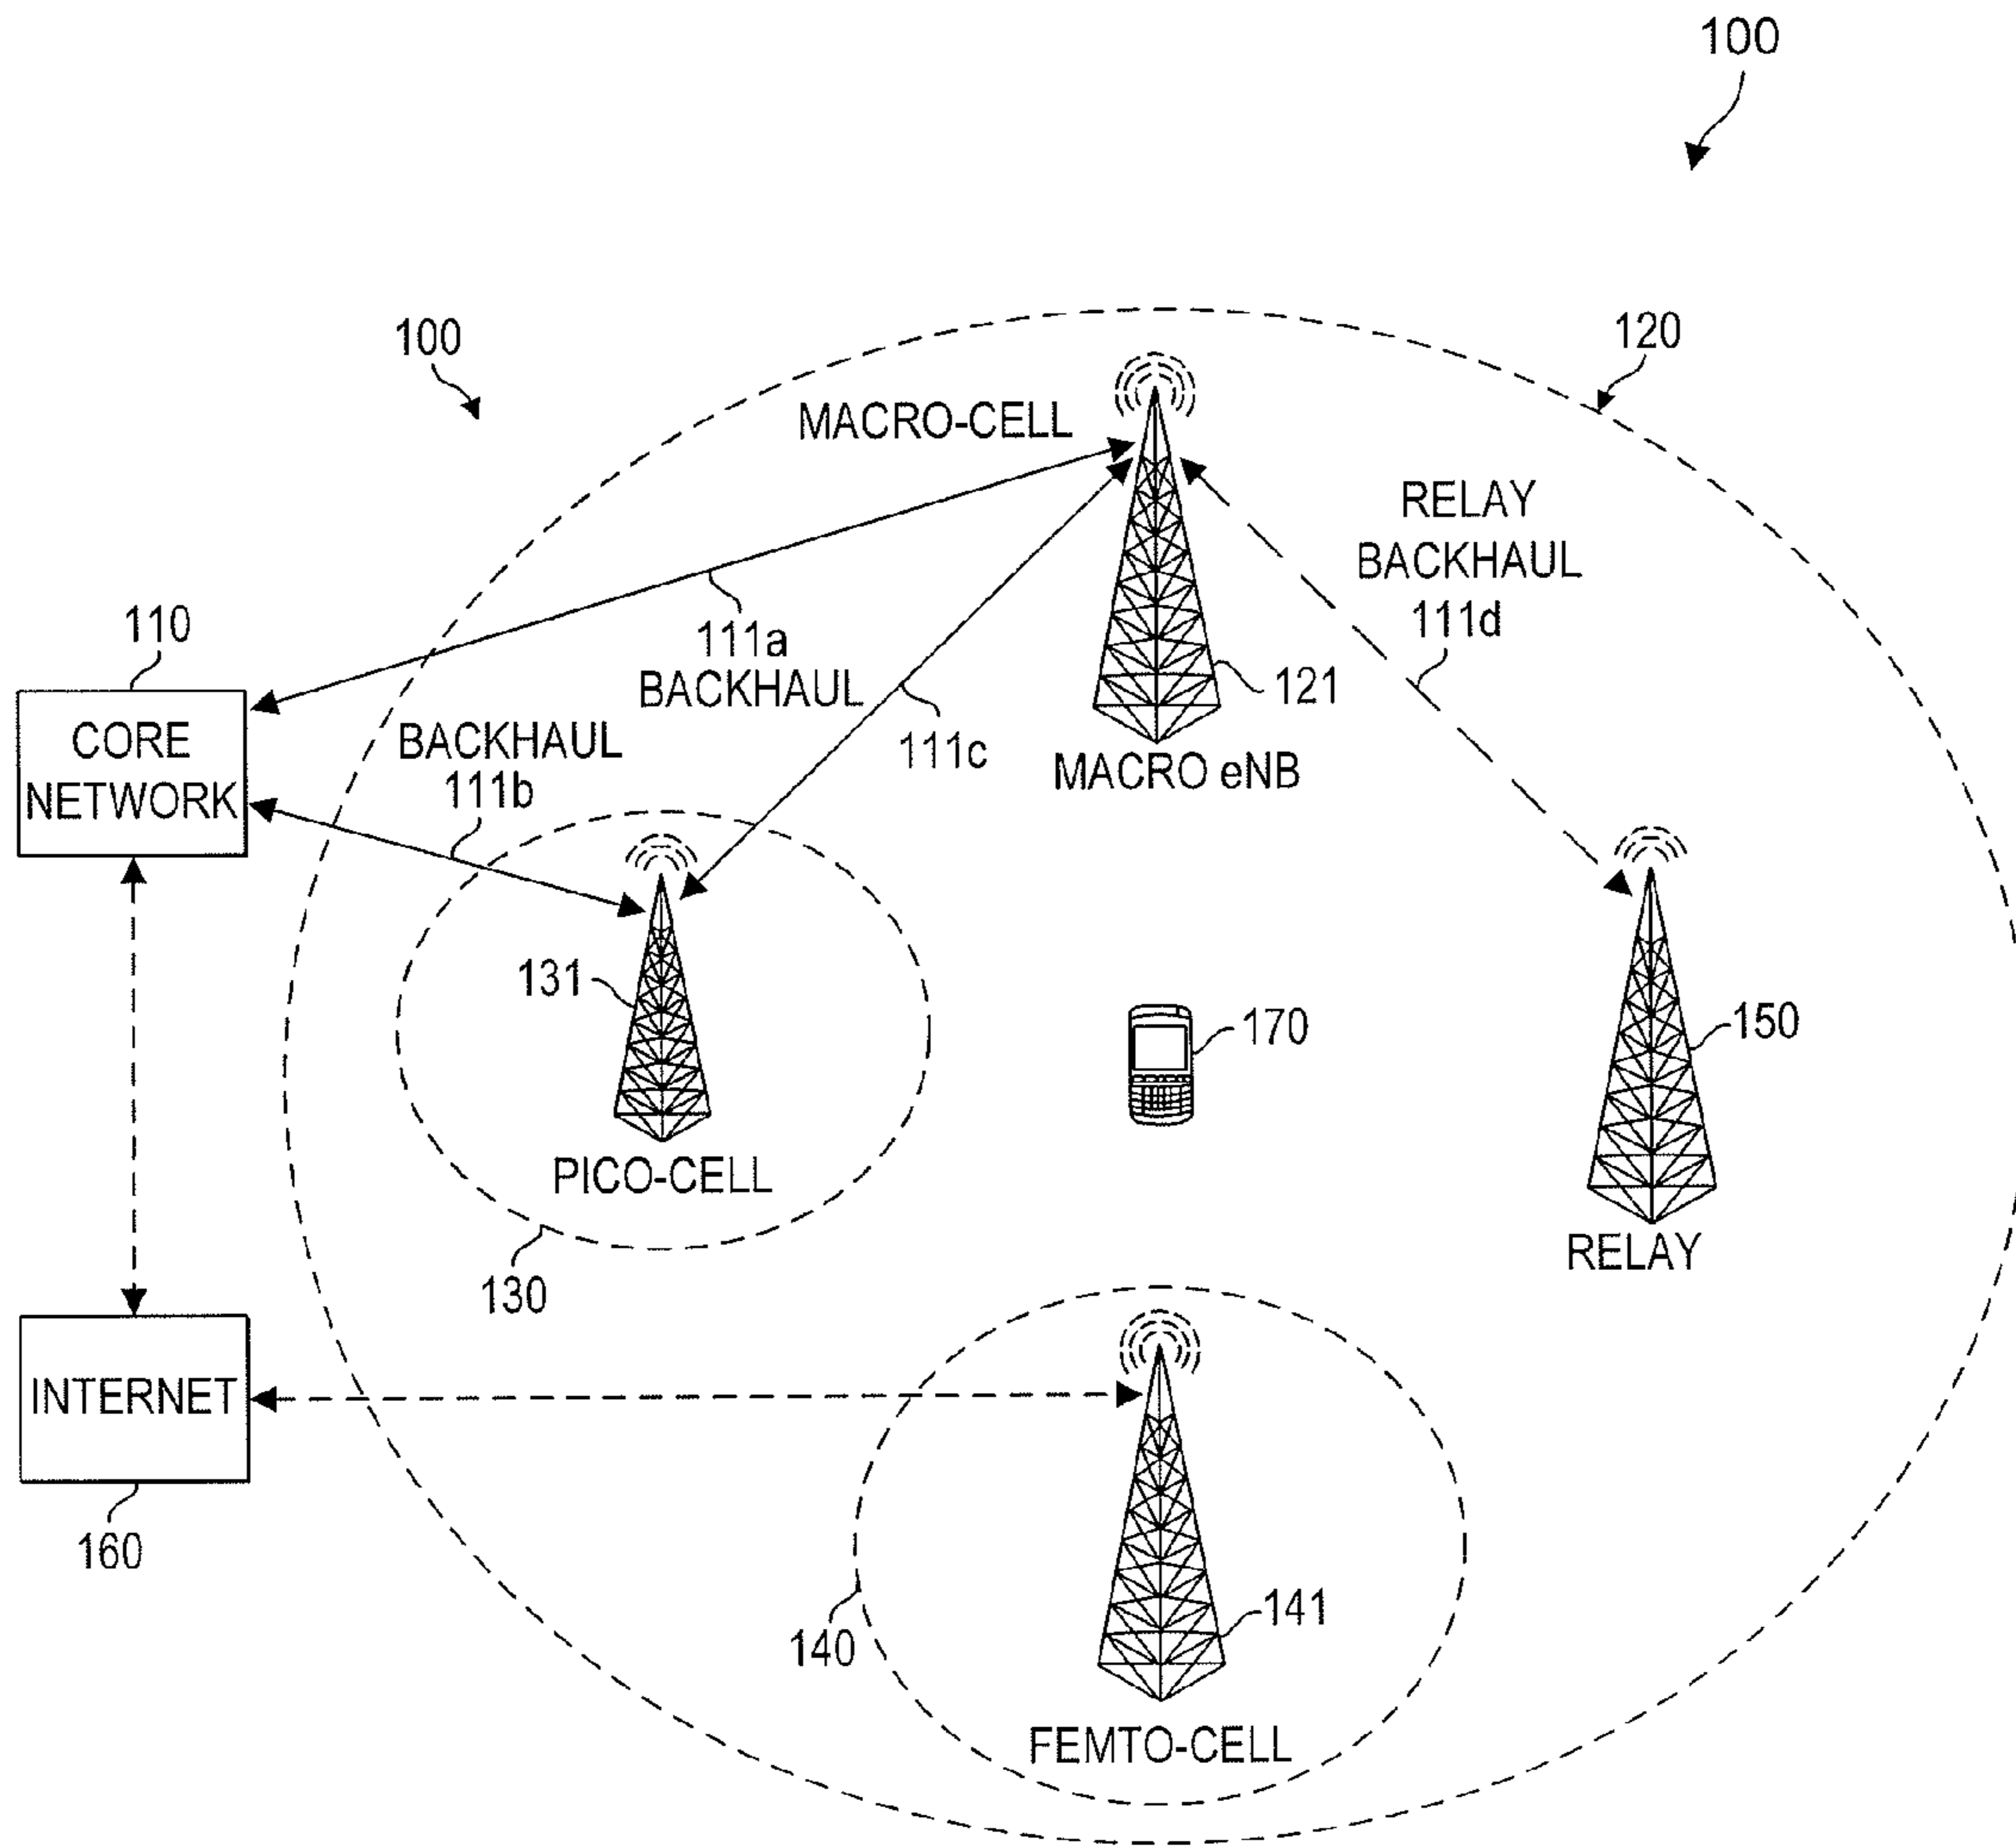 100
100
120
MACRO-CELL
RELAY
BACKHAUL
111d
110
111a
BACKHAUL
121
CORE
NETWORK
BACKHAUL
111b
111c
MACRO eNB
131
170
150
PICO-CELL
RELAY
130
INTERNET
160
140
141
FEMTO-CELL